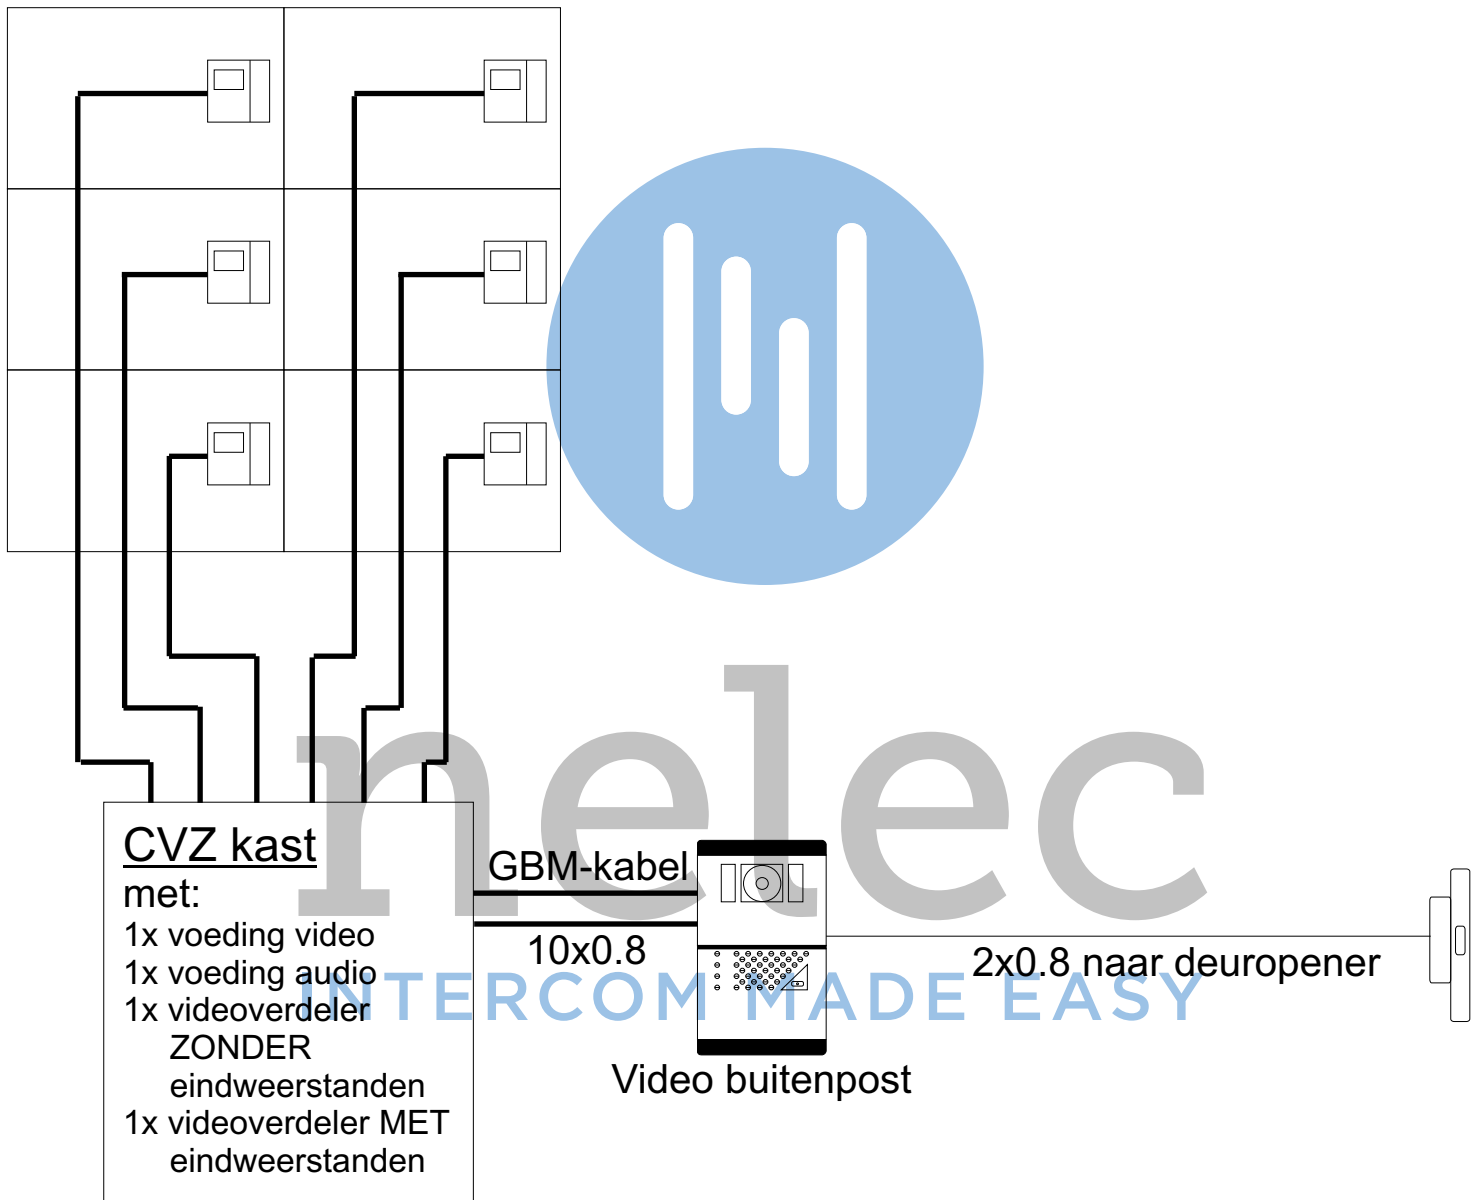 nelec
INTERCOM MADE EASY
CVZ kast
met:
1x voeding video
1x voeding audio
1x videoverdeler
ZONDER
eindweerstanden
1x videoverdeler MET
eindweerstanden
GBM-kabel
10x0.8
2x0.8 naar deuropener
Video buitenpost